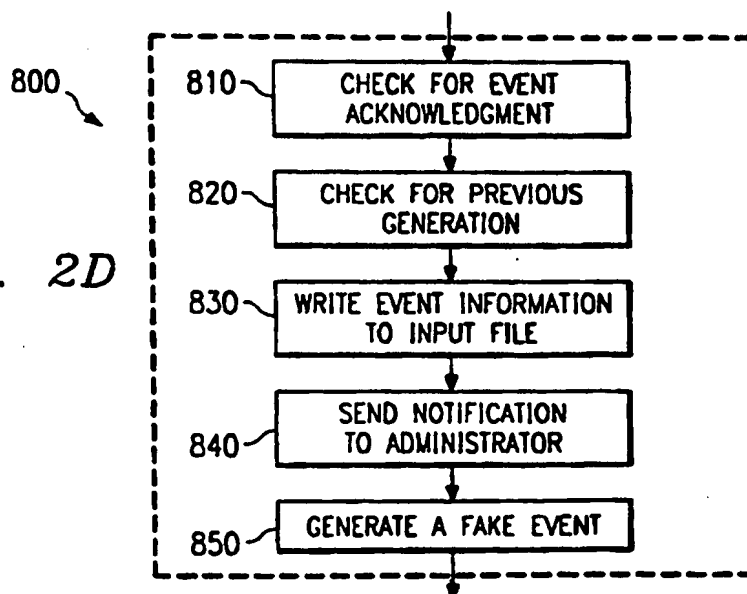 800
810
CHECK FOR EVENT
ACKNOWLEDGMENT
820
CHECK FOR PREVIOUS
GENERATION
. 2D
830
WRITE EVENT INFORMATION
TO INPUT FILE
840
SEND NOTIFICATION
TO ADMINISTRATOR
850
GENERATE A FAKE EVENT